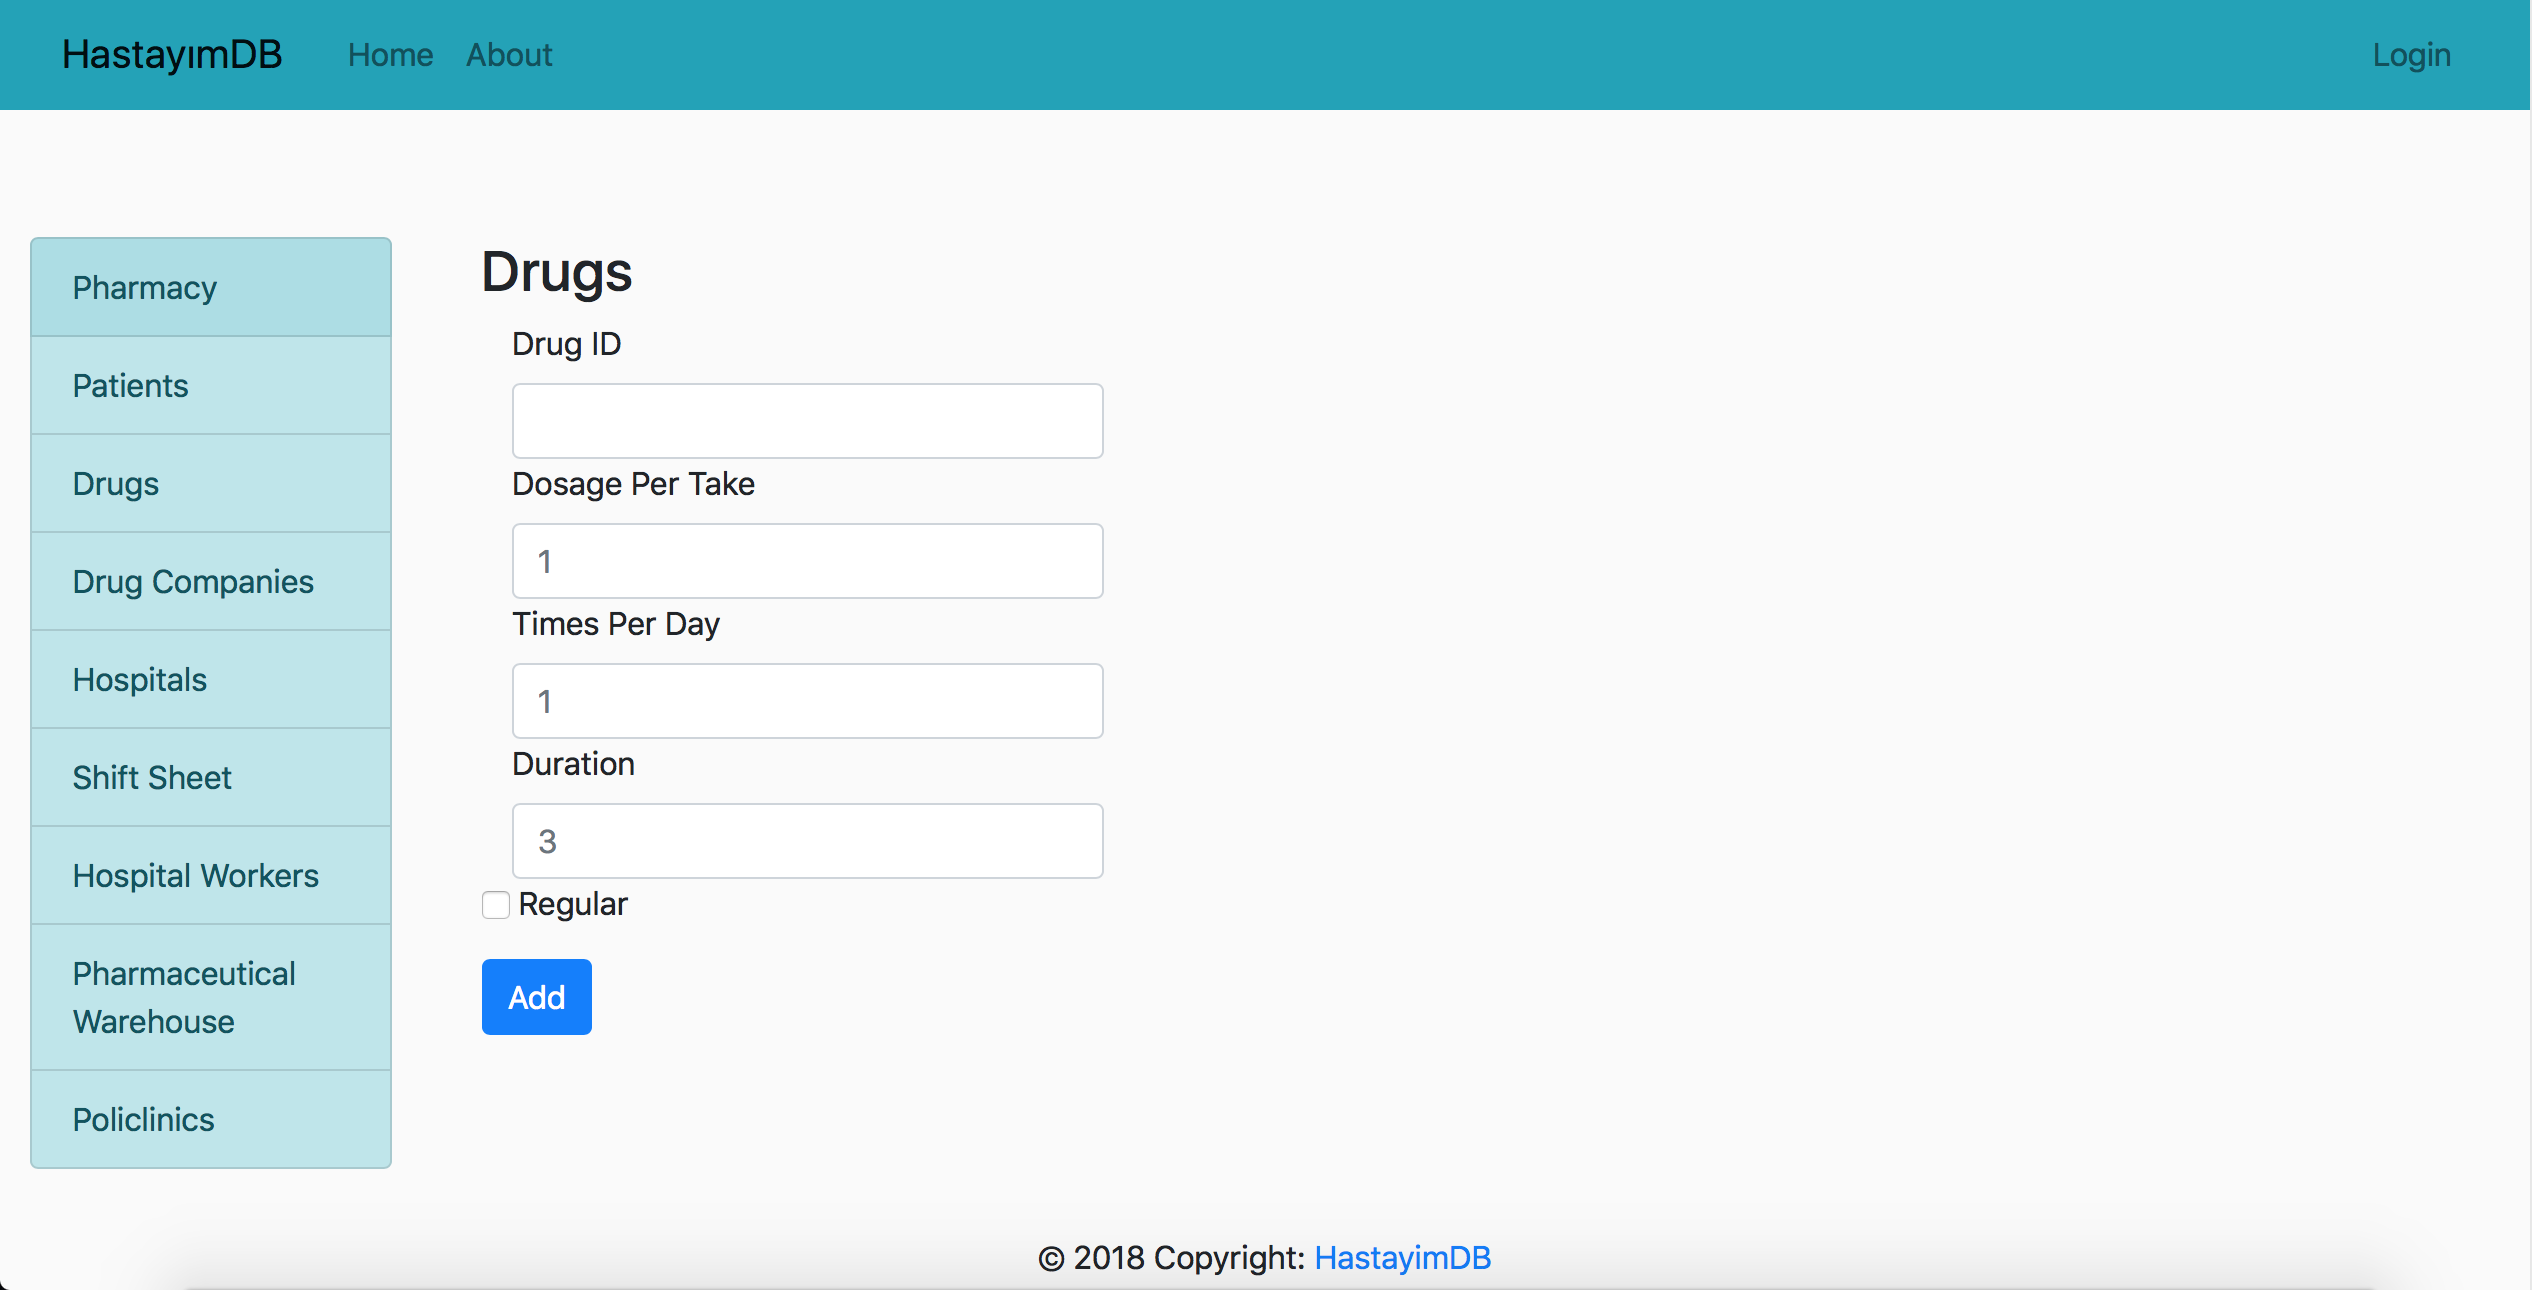 HastayımDB Home About Login
Pharmacy
Patients
Drugs
Drug Companies
Hospitals
Shift Sheet
Hospital Workers
Pharmaceutical
Warehouse
Policlinics
Drugs
Drug ID
Dosage Per Take
1
Times Per Day
1
Duration
3
Regular
Add
© 2018 Copyright: HastayimDB